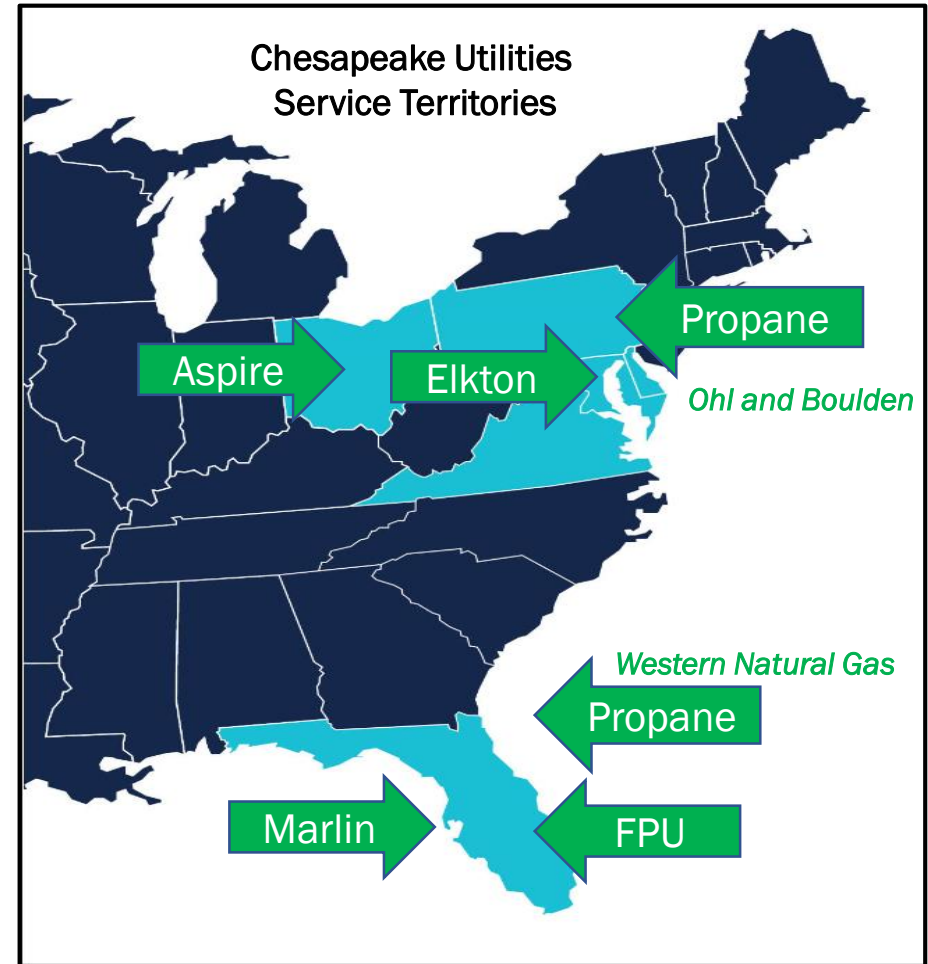 Chesapeake Utilities
Service Territories
Propane
Aspire
Elkton
Ohl and Boulden
Western Natural Gas
Propane
Marlin
FPU